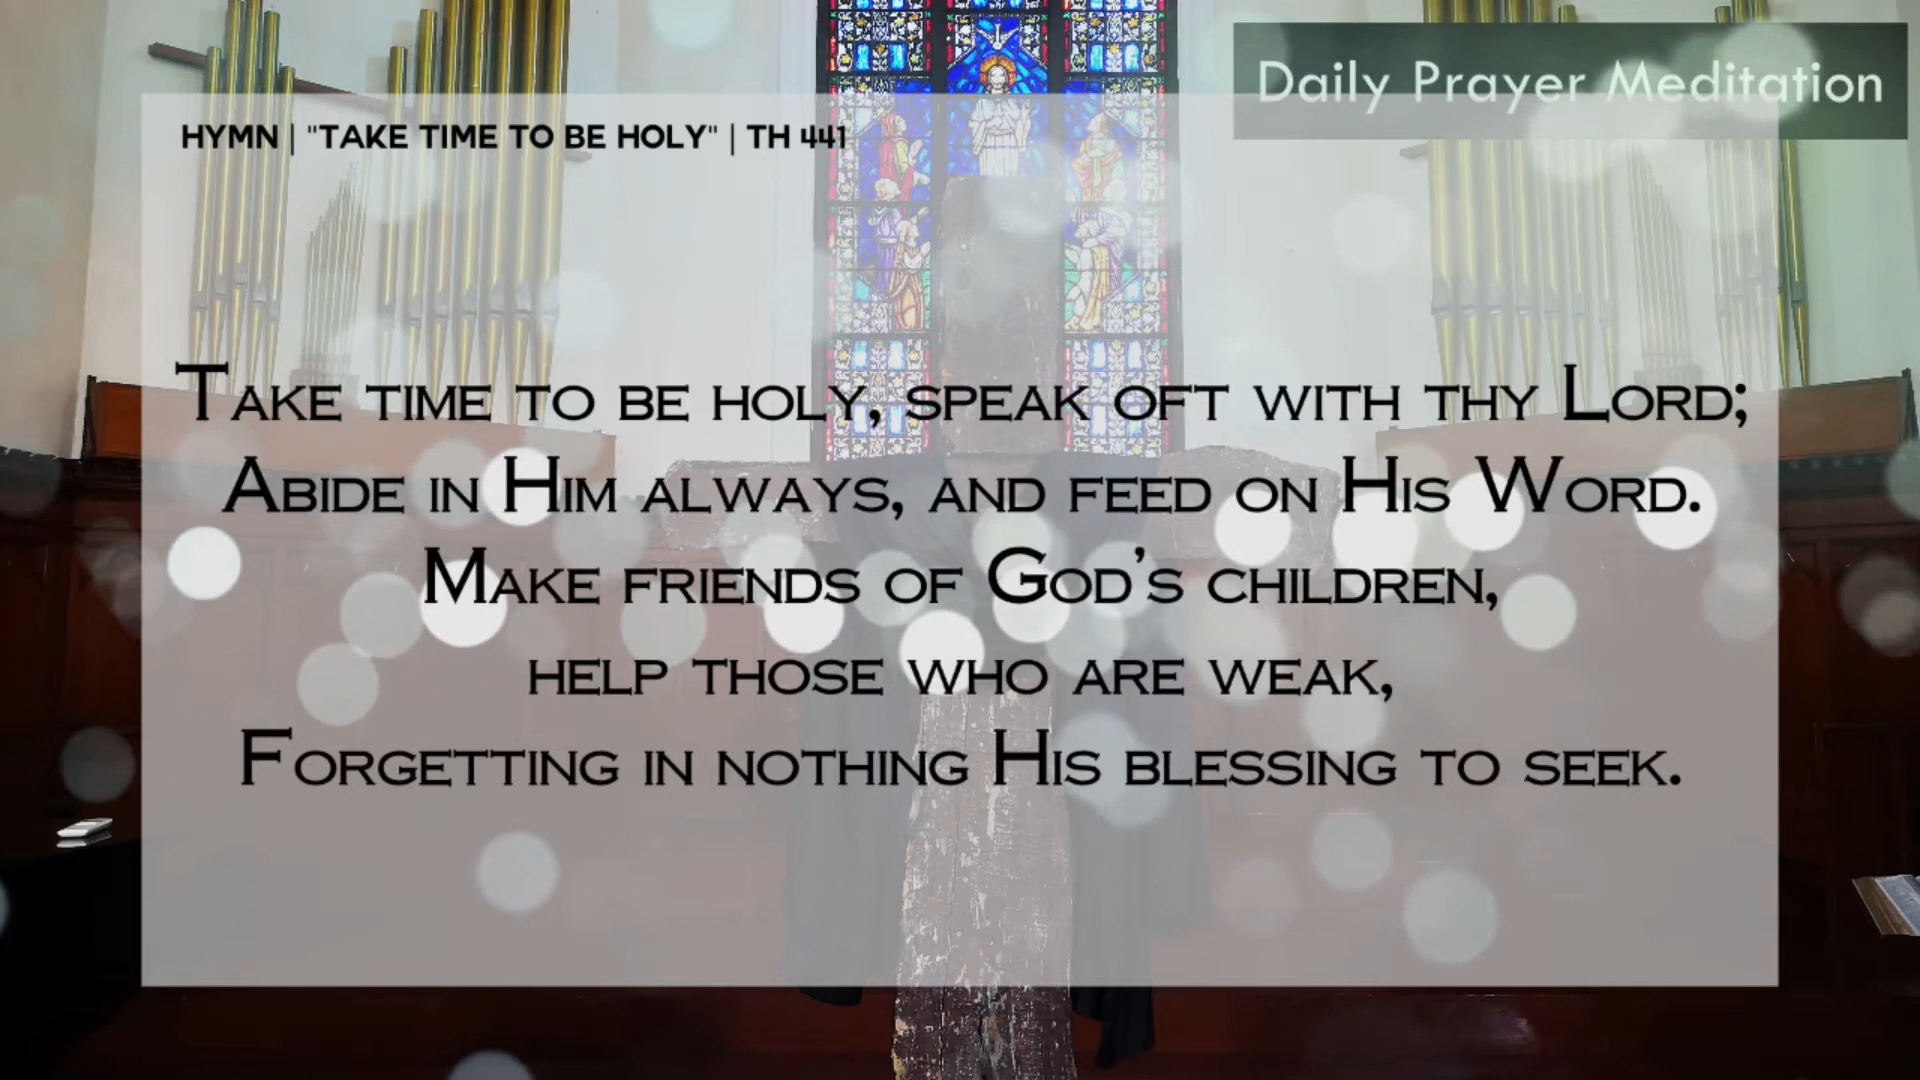 Daily Prayer Meditation
HYMN | "TAKE TIME TO BE HOLY" | TH 441
Take time to be holy, speak oft with thy Lord;
Abide in Him always, and feed on His Word.
Make friends of God's children,
help those who are weak,
Forgetting in nothing His blessing to seek.